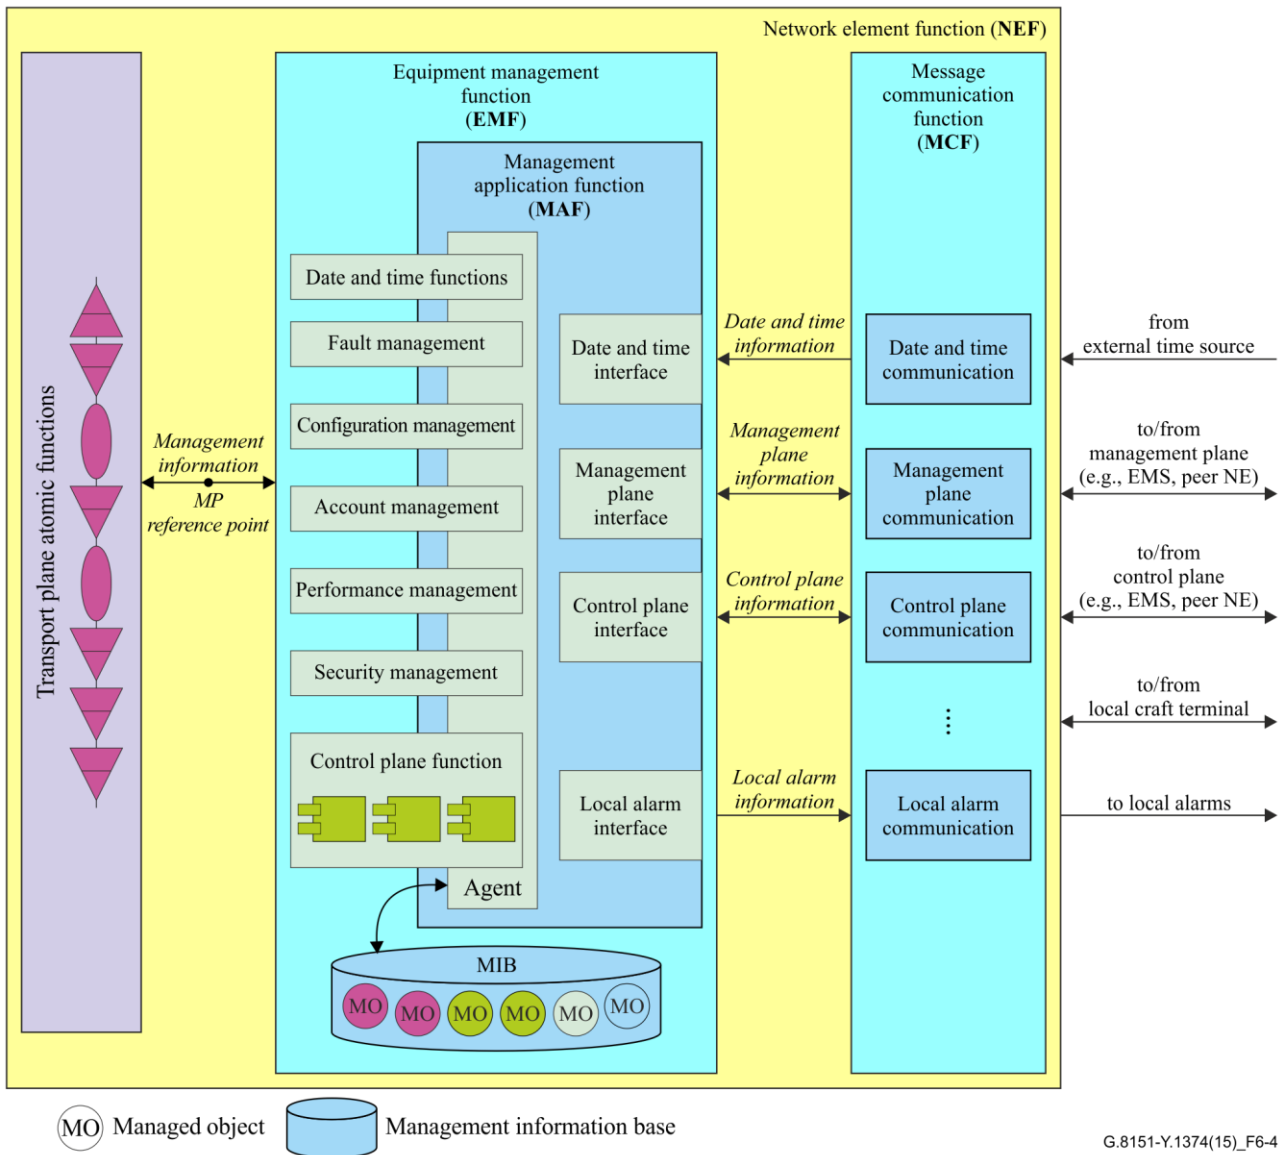 Network element function (NEF)
Equipment management
function
(EMF)
Message
communication
function
(MCF)
Management
application function
(MAF)
Transport plane atomic functions
Management
information
MP
reference point
Date and time functions
Fault management
Configuration management
Account management
Performance management
Security management
Control plane function
Agent
Date and time
interface
Management
plane
interface
Control plane
interface
Local alarm
interface
Date and time
information
Management
plane
information
Control plane
information
Local alarm
information
Date and time
communication
Management
plane
communication
Control plane
communication
Local alarm
communication
from
external time source
to/from
management plane
(e.g., EMS, peer NE)
to/from
control plane
(e.g., EMS, peer NE)
to/from
local craft terminal
to local alarms
MIB
MO MO MO MO MO MO
MO Managed object
Management information base
G.8151-Y.1374(15)_F6-4